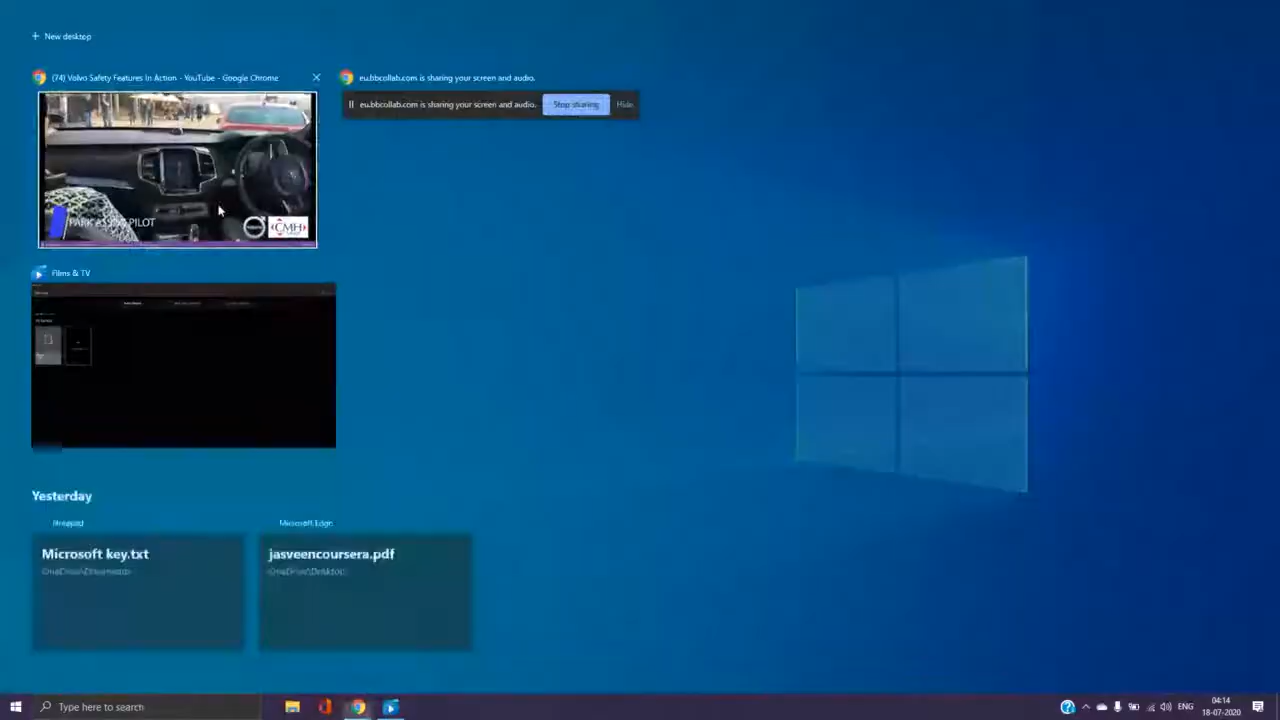 New desktop
(74) Volvo Safety Features In Action - YouTube - Google Chrome
eu.bbcollab.com is sharing your screen and audio.
eu.bbcollab.com is sharing your screen and audio.
Stop sharing
Hide
PARK ASSIST PILOT
CMH
Films & TV
Yesterday
Notepad
Microsoft Edge
Microsoft key.txt
jasveencoursera.pdf
\OneDrive\Desktop
Type here to search
ENG
04:14
18-07-2020